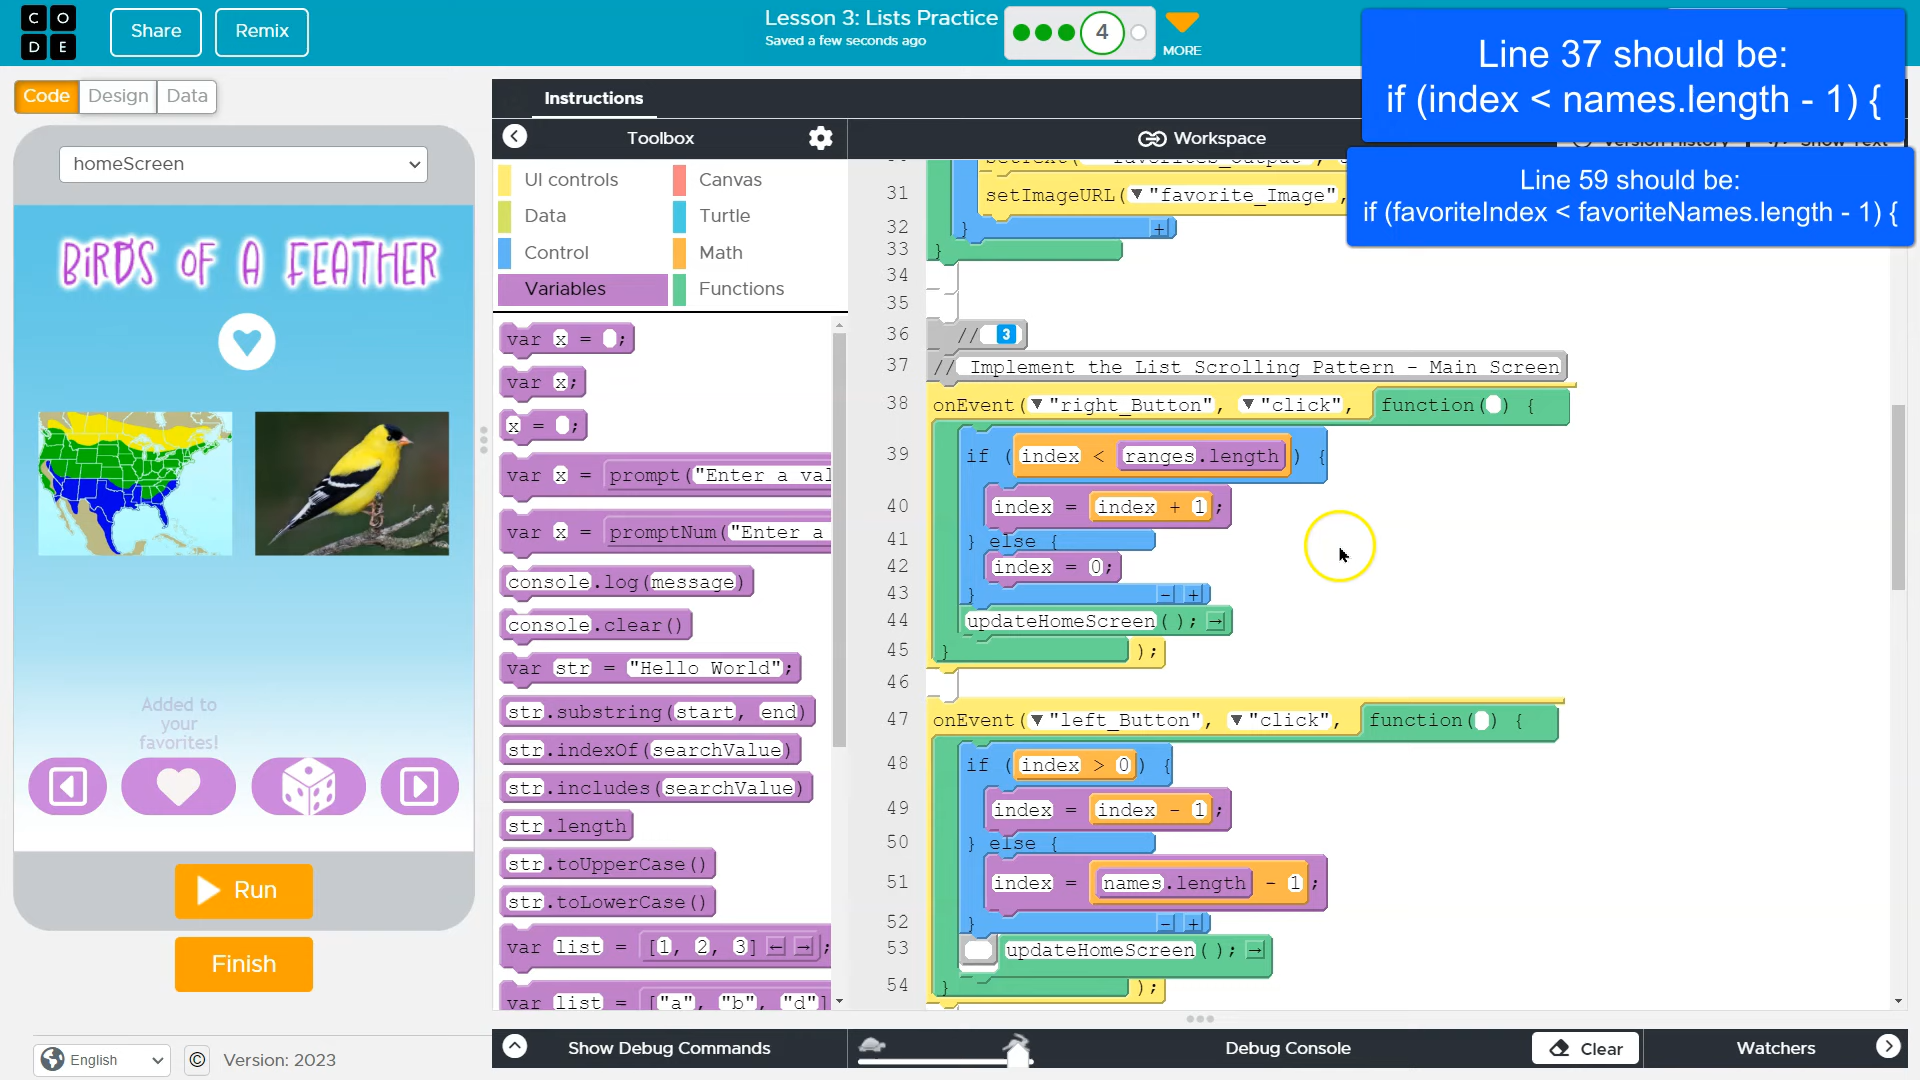 C O
D E
Share
Remix
Lesson 3: Lists Practice
Saved a few seconds ago
4
MORE
Line 37 should be:
if (index < names.length - 1) {
Line 59 should be:
if (favoriteIndex < favoriteNames.length - 1) {
Code
Design
Data
Instructions
Toolbox
Workspace
homeScreen
BIRDS OF A FEATHER
Added to
your
favorites!
Run
Finish
English
©
Version: 2023
UI controls
Canvas
Data
Turtle
Control
Math
Variables
Functions
var x = ;
var x;
x = ;
var x = prompt("Enter a val
var x = promptNum("Enter a
console.log(message)
console.clear()
var str = "Hello World";
str.substring(start, end)
str.indexOf(searchValue)
str.includes(searchValue)
str.length
str.toUpperCase()
str.toLowerCase()
var list = [1, 2, 3] ← → ;
var list = ["a", "b", "d"]
31 setImageURL(▼"favorite_Image",
32 } +
33 }
34
35
36 // 3
37 // Implement the List Scrolling Pattern - Main Screen
38 onEvent(▼"right_Button", ▼"click", function() {
39 if (index < ranges.length) {
40 index = index + 1;
41 } else {
42 index = 0;
43 } - +
44 updateHomeScreen(); →
45 } );
46
47 onEvent(▼"left_Button", ▼"click", function() {
48 if (index > 0) {
49 index = index - 1;
50 } else {
51 index = names.length - 1;
52 } - +
53 updateHomeScreen(); →
54 } );
Show Debug Commands
Debug Console
Clear
Watchers